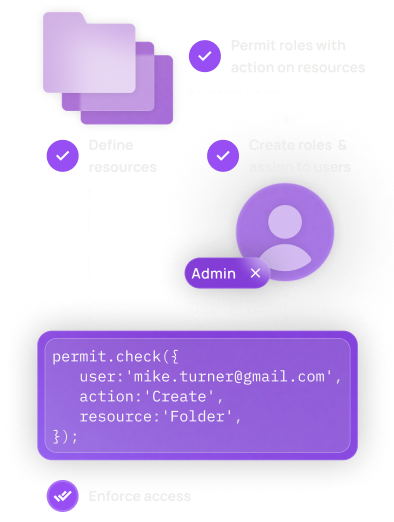 Permit roles with
action on resources
Define
resources
Create roles &
assign to users
Admin
permit.check({
user:'mike.turner@gmail.com',
action:'Create',
resource:'Folder',
});
Enforce access